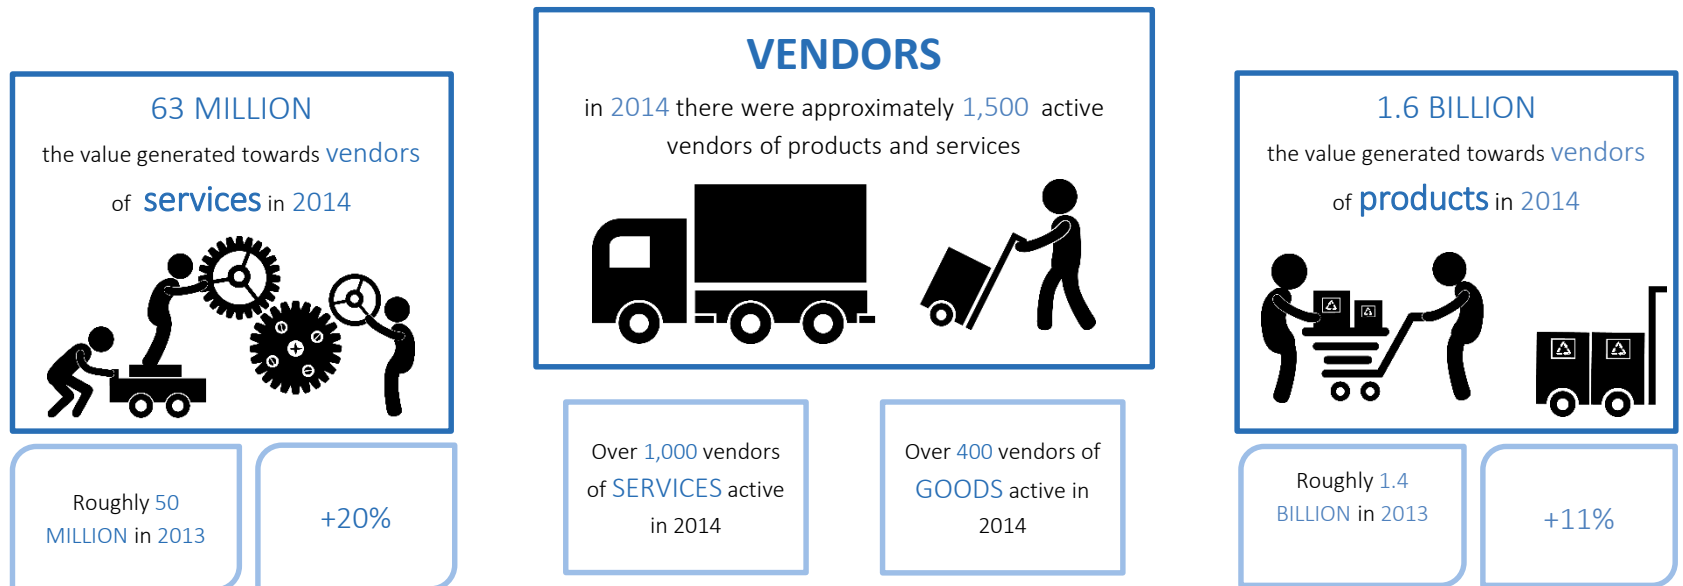 63 MILLION
the value generated towards vendors
of services in 2014
Roughly 50
MILLION in 2013
+20%
VENDORS
in 2014 there were approximately 1,500 active
vendors of products and services
Over 1,000 vendors
of SERVICES active
in 2014
Over 400 vendors of
GOODS active in
2014
1.6 BILLION
the value generated towards vendors
of products in 2014
Roughly 1.4
BILLION in 2013
+11%